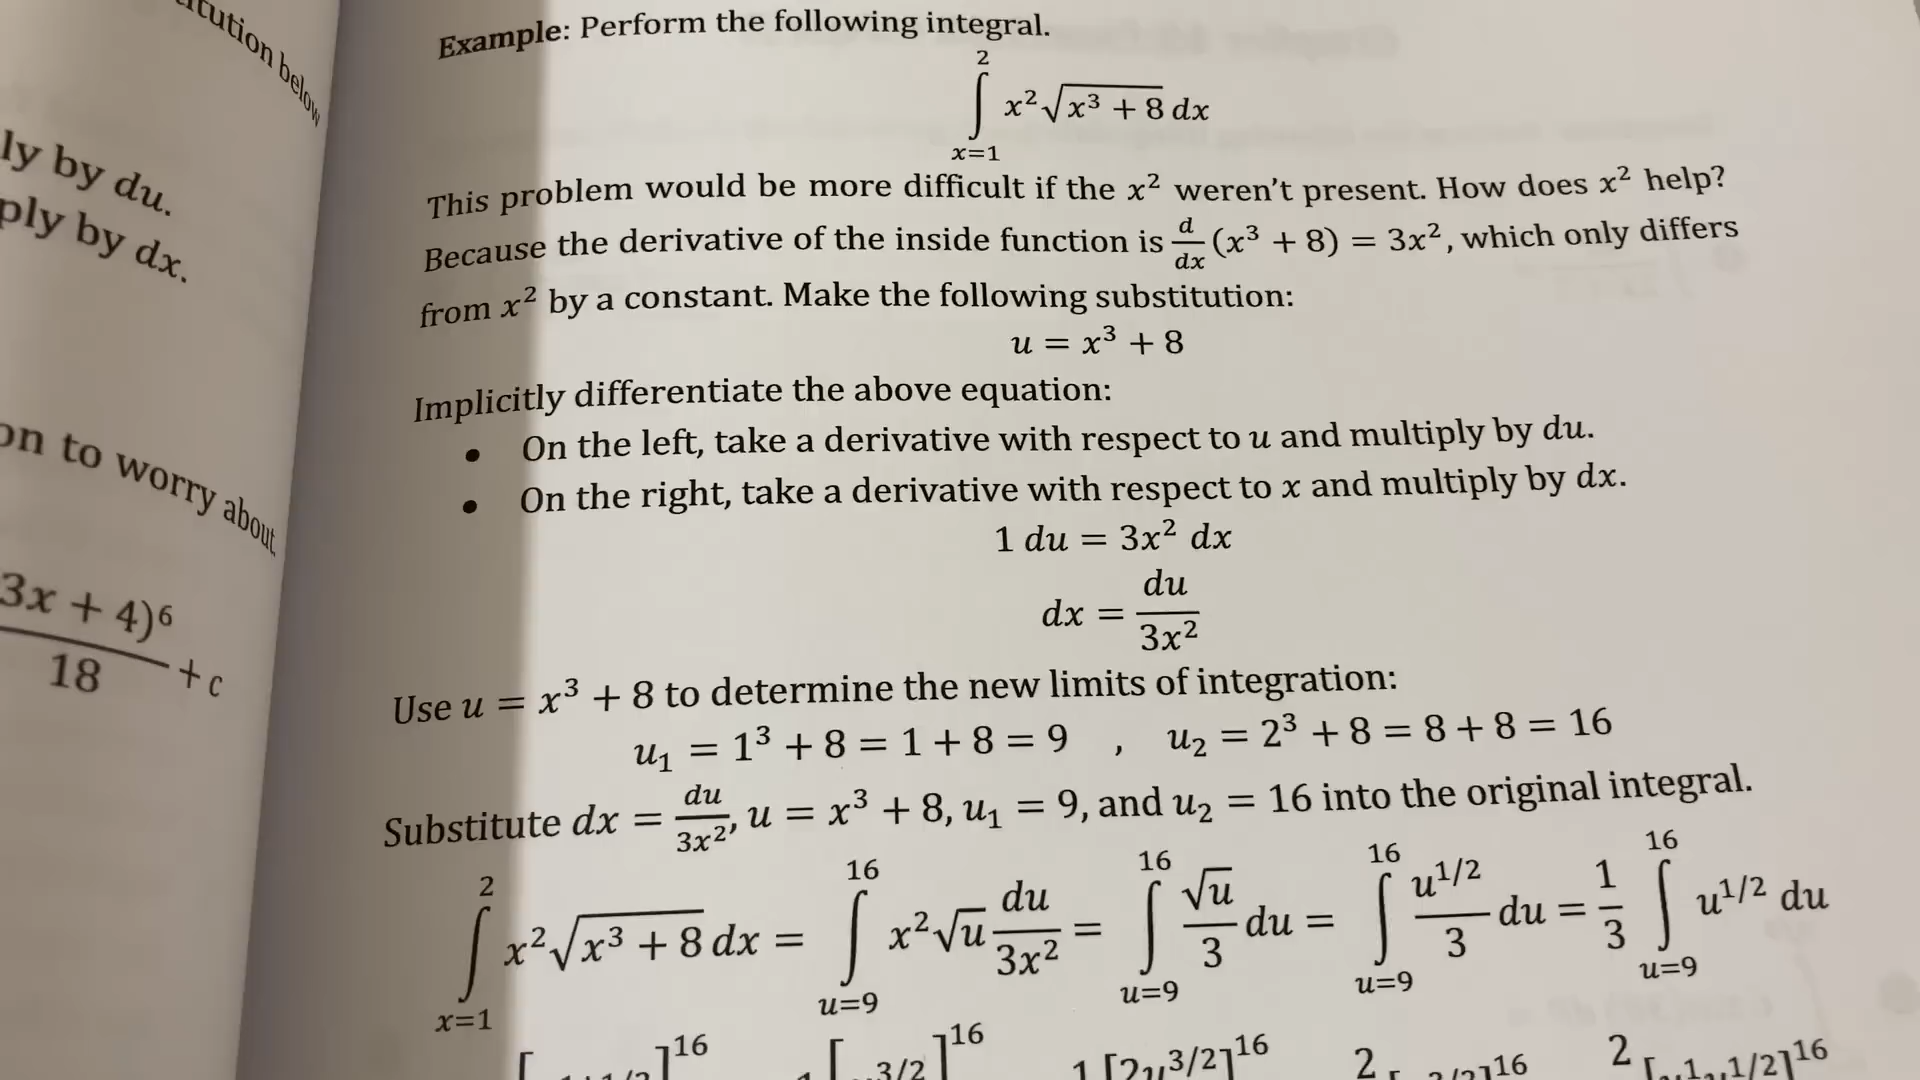 tution below
ly by du.
ply by dx.
on to worry about
3x + 4)⁶
18
+ c
Example: Perform the following integral.
2
∫ x²√(x³ + 8) dx
x=1
This problem would be more difficult if the x² weren't present. How does x² help?
Because the derivative of the inside function is d/dx (x³ + 8) = 3x², which only differs
from x² by a constant. Make the following substitution:
u = x³ + 8
Implicitly differentiate the above equation:
• On the left, take a derivative with respect to u and multiply by du.
• On the right, take a derivative with respect to x and multiply by dx.
1 du = 3x² dx
dx = du/3x²
Use u = x³ + 8 to determine the new limits of integration:
u₁ = 1³ + 8 = 1 + 8 = 9 , u₂ = 2³ + 8 = 8 + 8 = 16
Substitute dx = du/3x², u = x³ + 8, u₁ = 9, and u₂ = 16 into the original integral.
2 16 16 16 16
∫ x²√(x³ + 8) dx = ∫ x²√u du/3x² = ∫ √u/3 du = ∫ u^1/2/3 du = 1/3 ∫ u^1/2 du
x=1 u=9 u=9 u=9 u=9